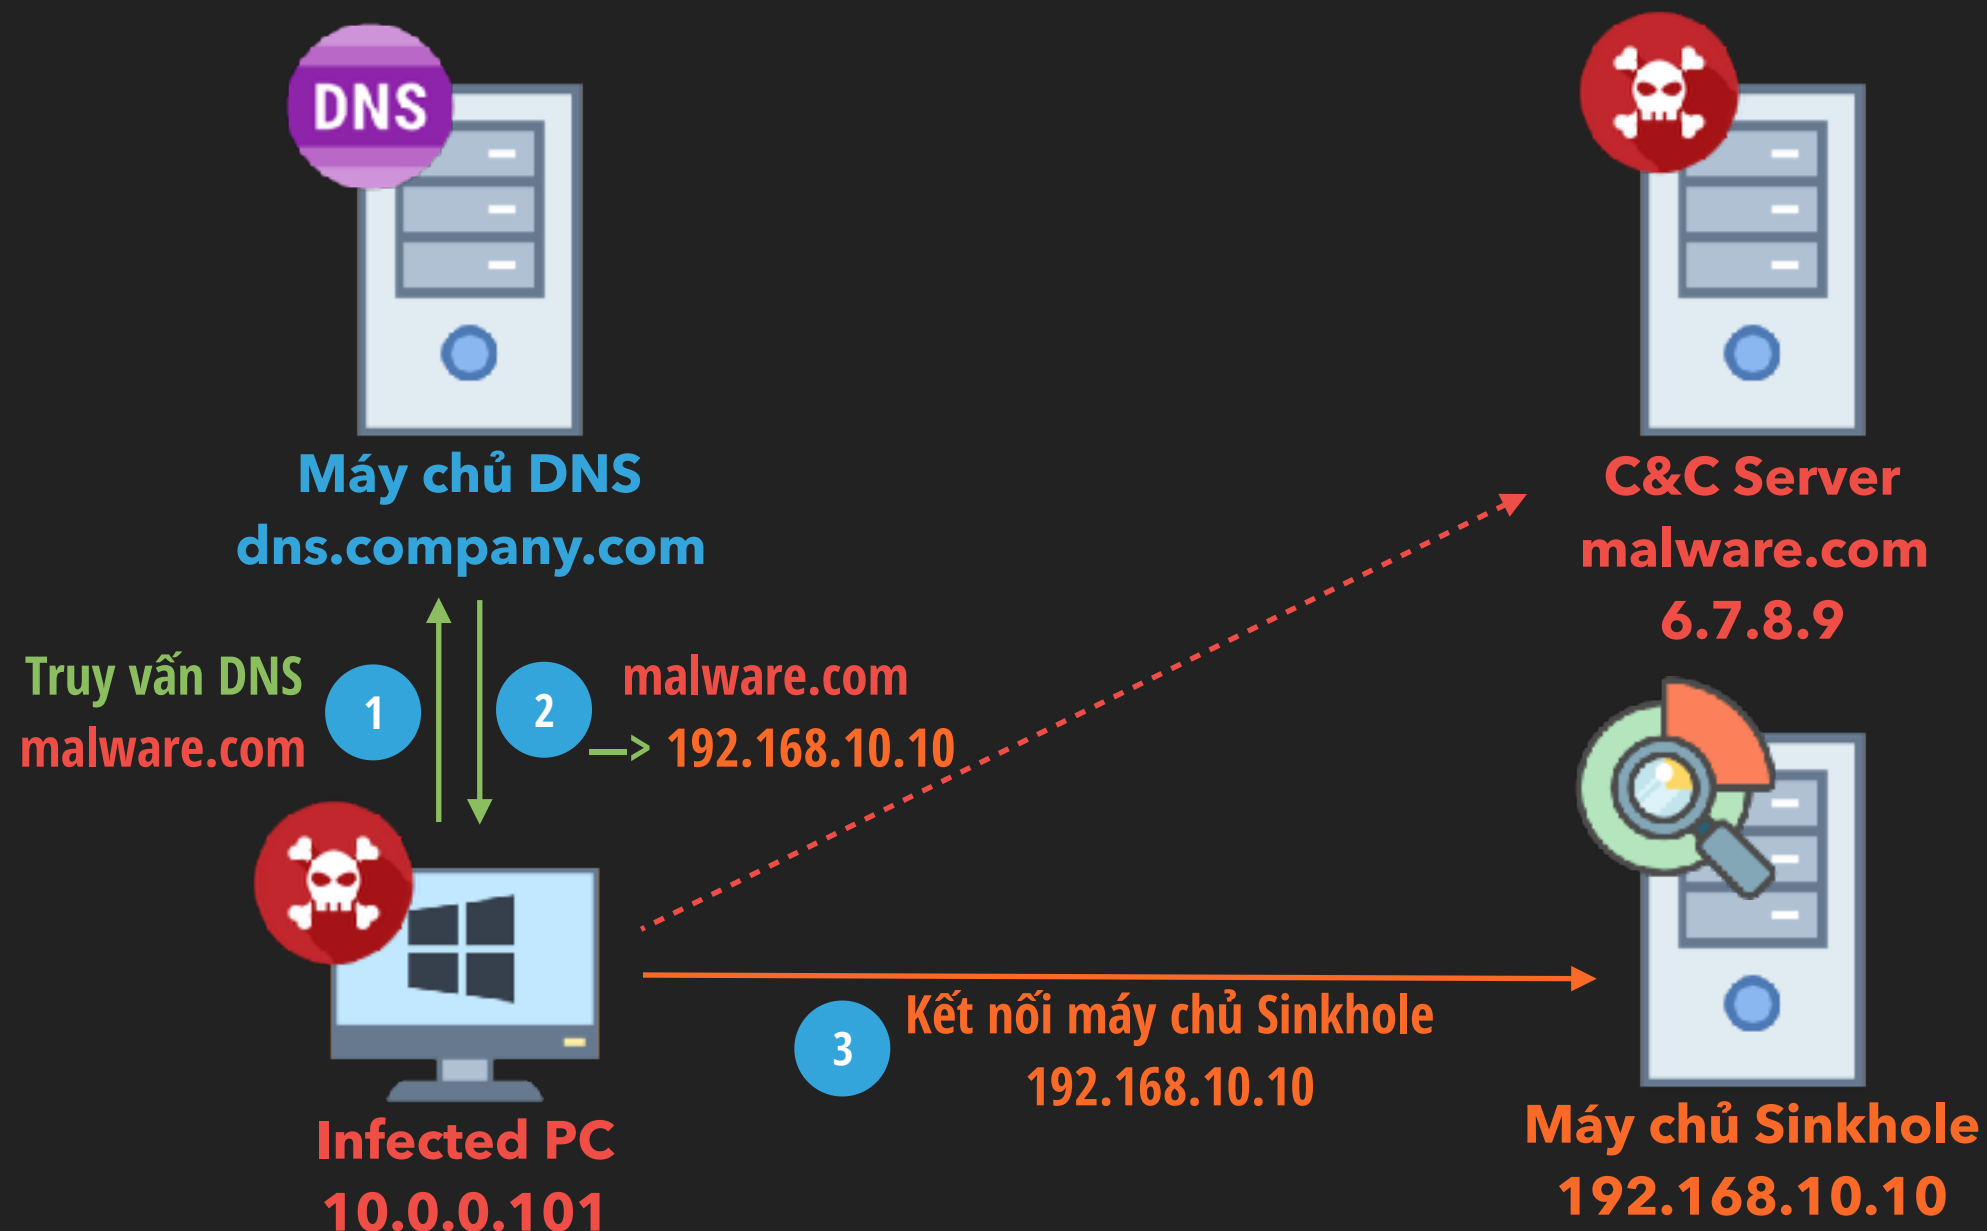 DNS
Máy chủ DNS
dns.company.com
C&C Server
malware.com
6.7.8.9
Truy vấn DNS
malware.com
1
2
malware.com
—> 192.168.10.10
3
Kết nối máy chủ Sinkhole
192.168.10.10
Infected PC
10.0.0.101
Máy chủ Sinkhole
192.168.10.10